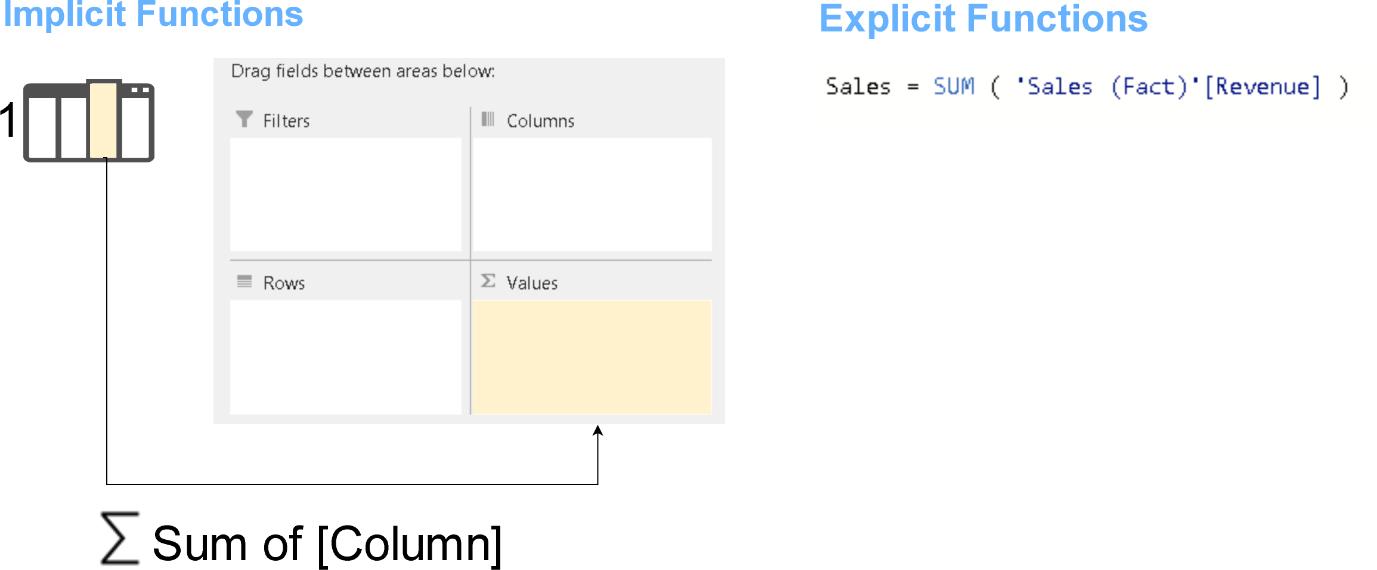 Implicit Functions
Explicit Functions
1
Drag fields between areas below:
Filters
Columns
Rows
Σ Values
Σ Sum of [Column]
Sales = SUM ( 'Sales (Fact)'[Revenue] )